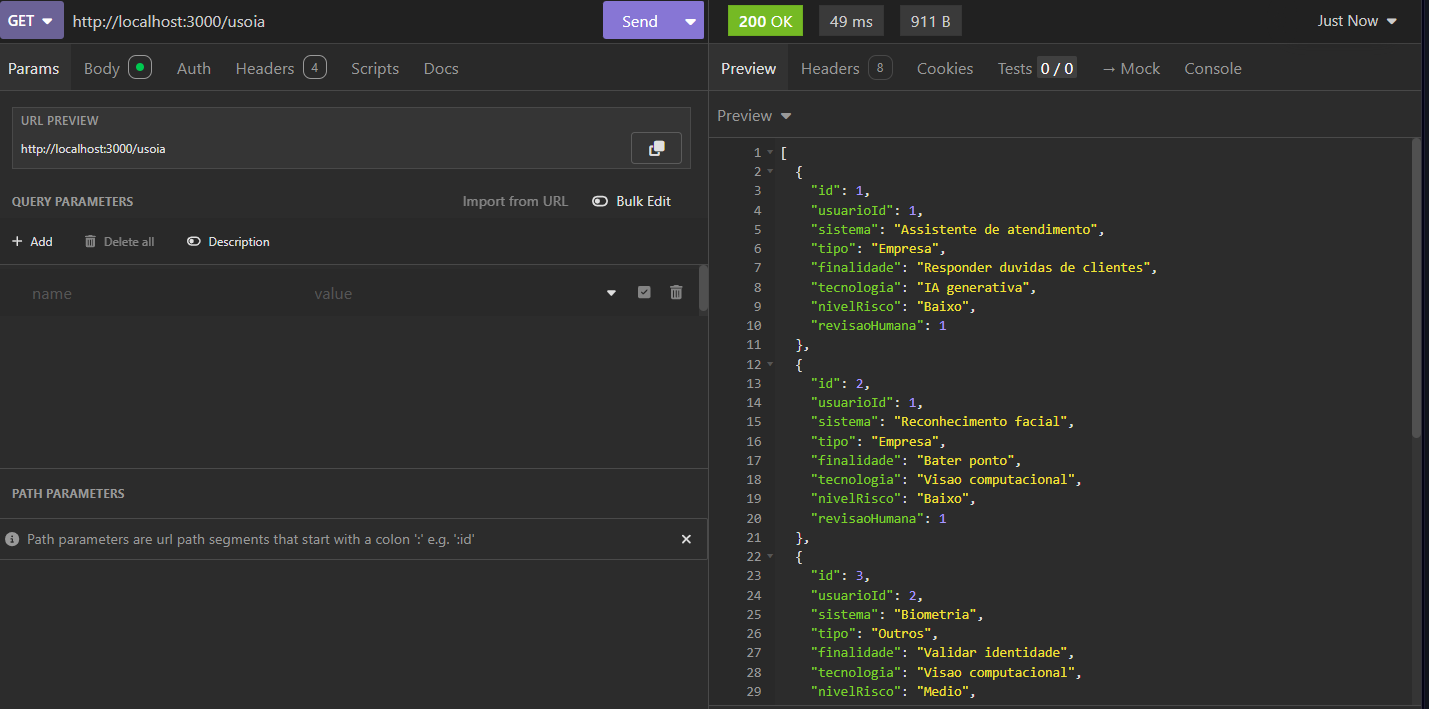 GET http://localhost:3000/usoia Send 200 OK 49 ms 911 B Just Now
Params Body Auth Headers 4 Scripts Docs
Preview Headers 8 Cookies Tests 0 / 0 → Mock Console
URL PREVIEW
http://localhost:3000/usoia
QUERY PARAMETERS Import from URL Bulk Edit
+ Add Delete all Description
name value
PATH PARAMETERS
Path parameters are url path segments that start with a colon ':' e.g. ':id'
Preview
1 [
2 {
3 "id": 1,
4 "usuarioId": 1,
5 "sistema": "Assistente de atendimento",
6 "tipo": "Empresa",
7 "finalidade": "Responder duvidas de clientes",
8 "tecnologia": "IA generativa",
9 "nivelRisco": "Baixo",
10 "revisaoHumana": 1
11 },
12 {
13 "id": 2,
14 "usuarioId": 1,
15 "sistema": "Reconhecimento facial",
16 "tipo": "Empresa",
17 "finalidade": "Bater ponto",
18 "tecnologia": "Visao computacional",
19 "nivelRisco": "Baixo",
20 "revisaoHumana": 1
21 },
22 {
23 "id": 3,
24 "usuarioId": 2,
25 "sistema": "Biometria",
26 "tipo": "Outros",
27 "finalidade": "Validar identidade",
28 "tecnologia": "Visao computacional",
29 "nivelRisco": "Medio",